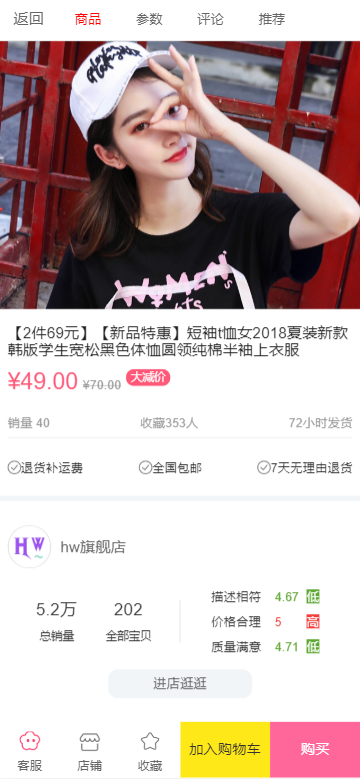 返回 商品 参数 评论 推荐
WOMEN'S
【2件69元】【新品特惠】短袖t恤女2018夏装新款
韩版学生宽松黑色体恤圆领纯棉半袖上衣服
¥49.00 ¥70.00 大减价
销量 40 收藏353人 72小时发货
退货补运费 全国包邮 7天无理由退货
HW
hw旗舰店
5.2万 202
总销量 全部宝贝
描述相符 4.67 低
价格合理 5 高
质量满意 4.71 低
进店逛逛
客服 店铺 收藏 加入购物车 购买